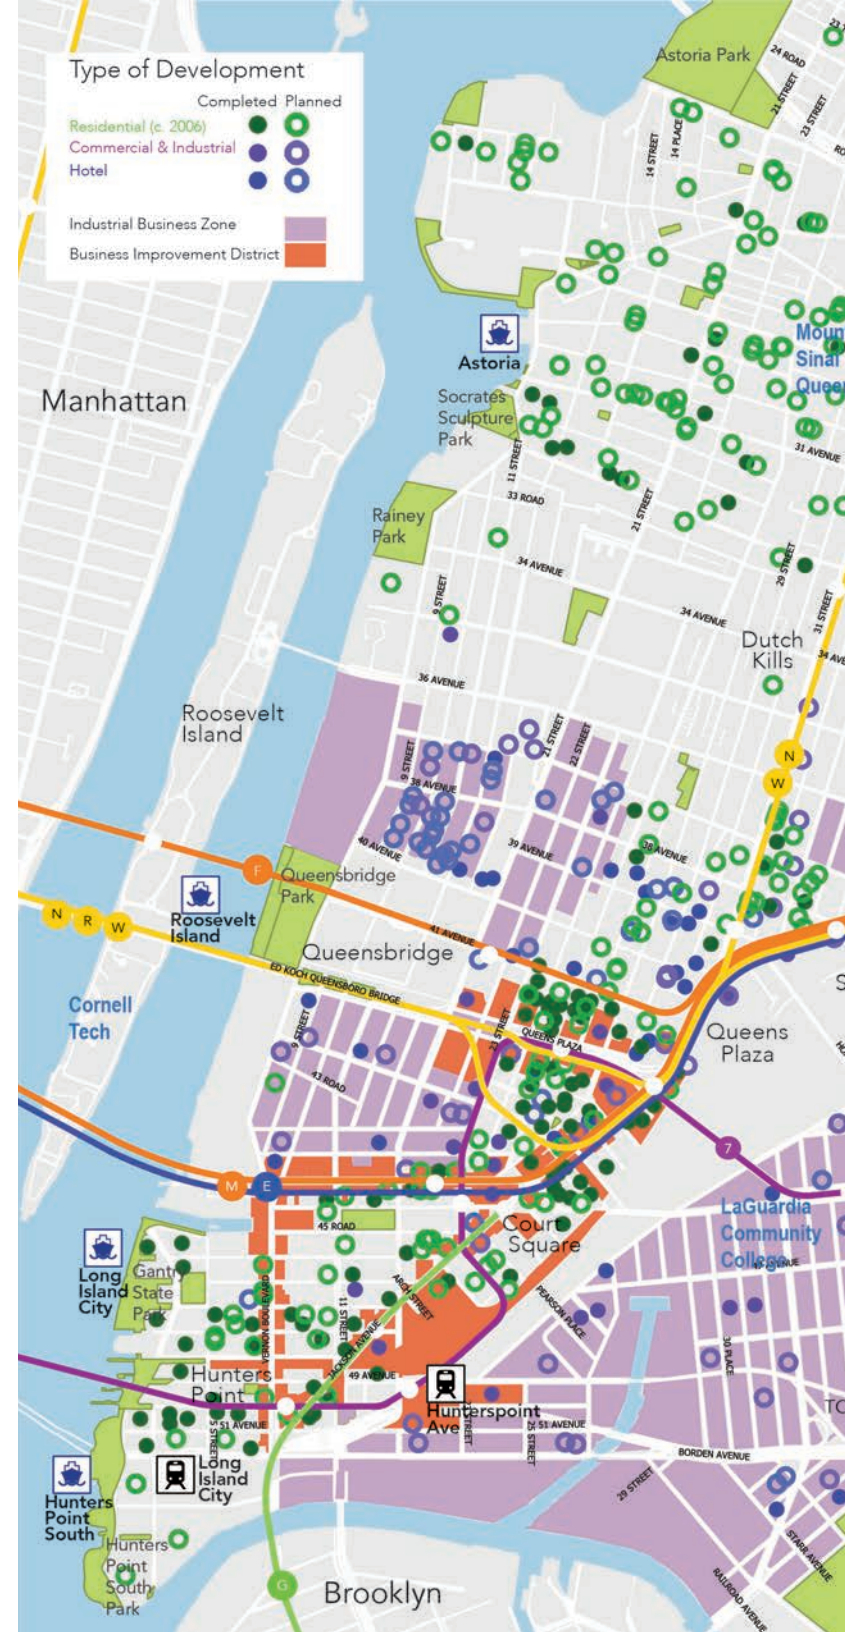 Type of Development
Completed Planned
Residential (c. 2006)
Commercial & Industrial
Hotel
Industrial Business Zone
Business Improvement District
Astoria Park
24 ROAD
21 STREET
23 STREET
14 STREET
14 PLACE
Astoria
Manhattan
Socrates
Sculpture
Park
Sinai
31 AVENUE
11 STREET
33 ROAD
21 STREET
Rainey
Park
34 AVENUE
29 STREET
9 STREET
34 AVENUE
31 STREET
Dutch
Kills
36 AVENUE
Roosevelt
Island
21 STREET
22 STREET
9 STREET
38 AVENUE
N
W
40 AVENUE
39 AVENUE
38 AVENUE
F
Queensbridge
Park
Roosevelt
Island
N
R
W
41 AVENUE
Queensbridge
ED KOCH QUEENSBORO BRIDGE
Cornell
Tech
9 STREET
23 STREET
QUEENS PLAZA
Queens
Plaza
43 ROAD
7
M
E
45 ROAD
Court
Square
LaGuardia
Community
College
Long
Island
City
Gantry
State
Park
VERNON BOULEVARD
11 STREET
ARCH STREET
JACKSON AVENUE
PEARSON PLACE
30 PLACE
49 AVENUE
Hunters
Point
Hunterspoint
Ave
5 STREET
51 AVENUE
25 STREET
51 AVENUE
BORDEN AVENUE
Long
Island
City
29 STREET
Hunters
Point
South
STARR AVENUE
Hunters
Point
South
Park
G
Brooklyn
RAILROAD AVENUE